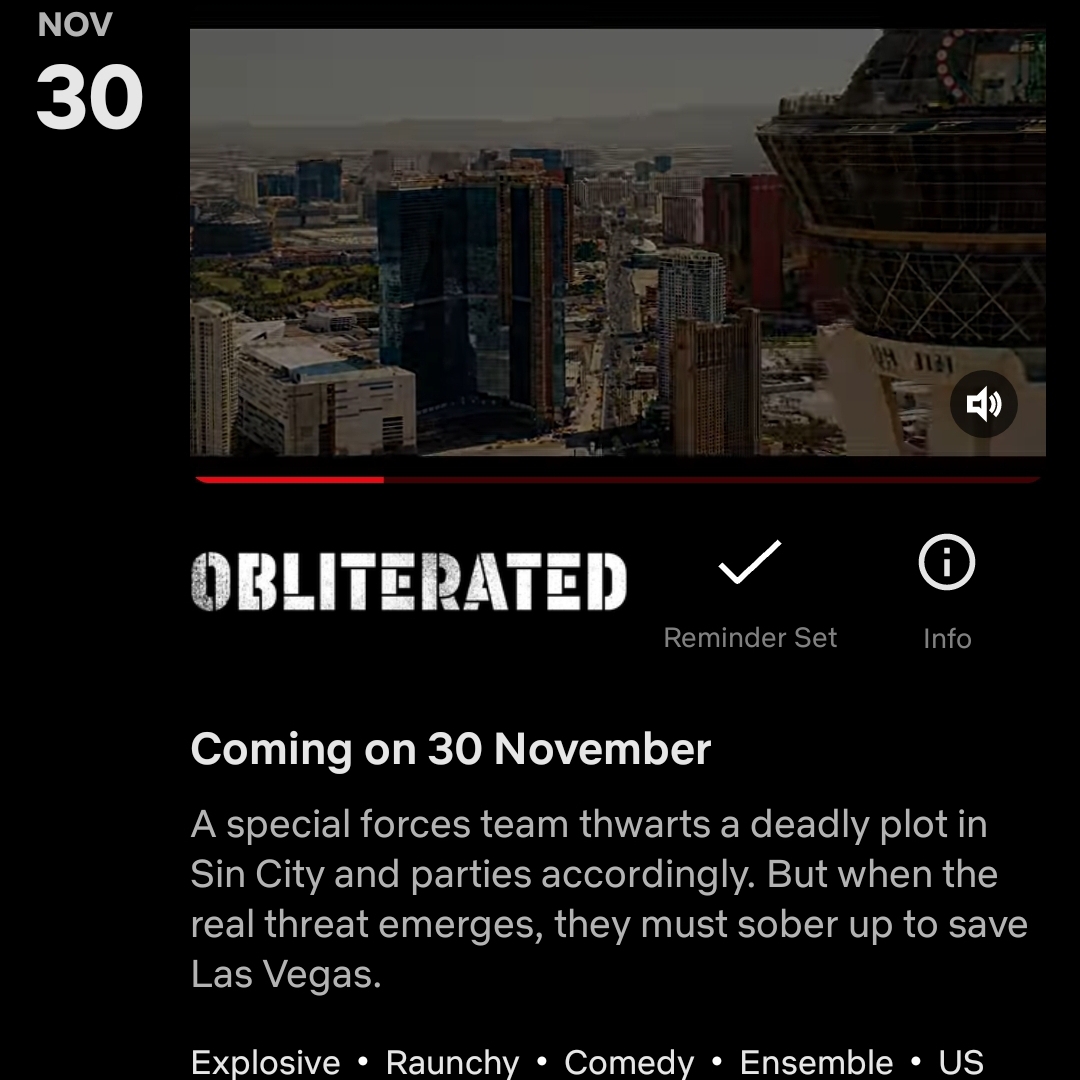 NOV
30
OBLITERATED
Reminder Set
Info
Coming on 30 November
A special forces team thwarts a deadly plot in
Sin City and parties accordingly. But when the
real threat emerges, they must sober up to save
Las Vegas.
Explosive • Raunchy • Comedy • Ensemble • US